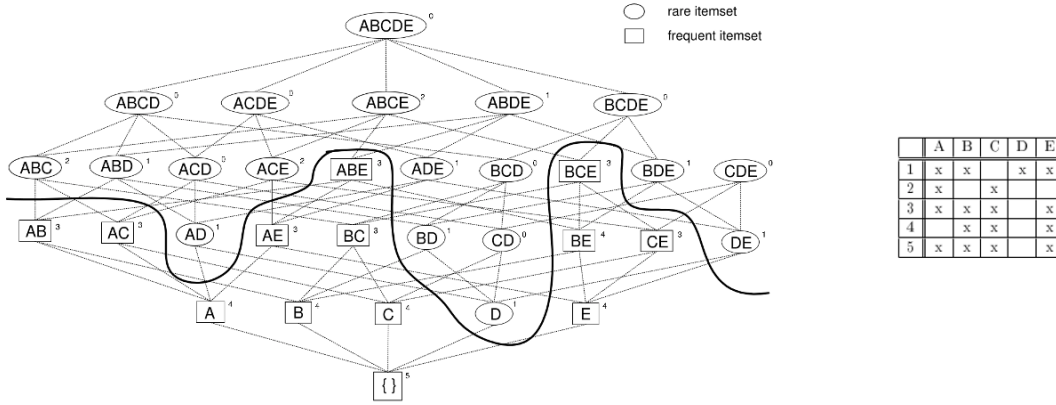 ABCDE 0
rare itemset
frequent itemset
ABCD 0 ACDE 0 ABCE 2 ABDE 1 BCDE 0
ABC 2 ABD 1 ACD 0 ACE 2 ABE 3 ADE 1 BCD 0 BCE 3 BDE 1 CDE 0
AB 3 AC 3 AD 1 AE 3 BC 3 BD 1 CD 0 BE 4 CE 3 DE 1
A 4 B 4 C 4 D 1 E 4
{ } 5
A B C D E
1 x x x x
2 x x
3 x x x x
4 x x x
5 x x x x